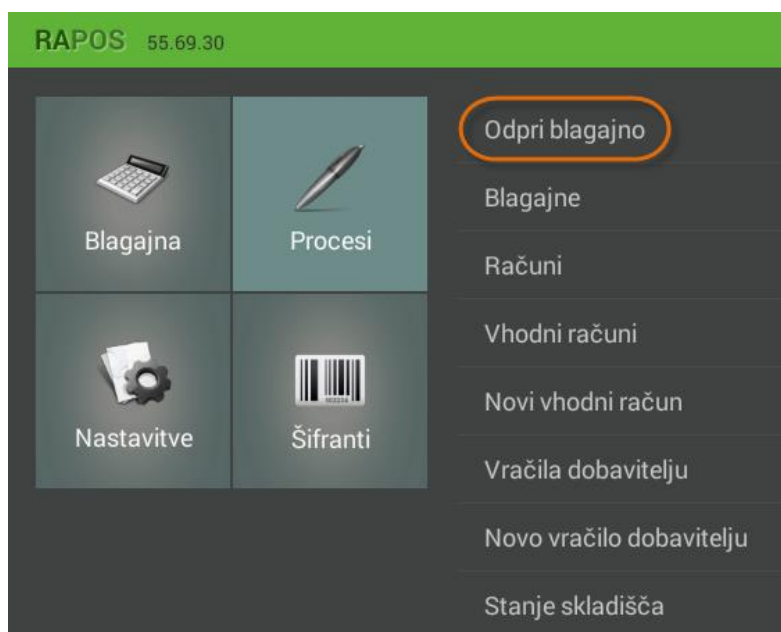 RAPOS 55.69.30
Blagajna
Procesi
Nastavitve
Šifranti
Odpri blagajno
Blagajne
Računi
Vhodni računi
Novi vhodni račun
Vračila dobavitelju
Novo vračilo dobavitelju
Stanje skladišča